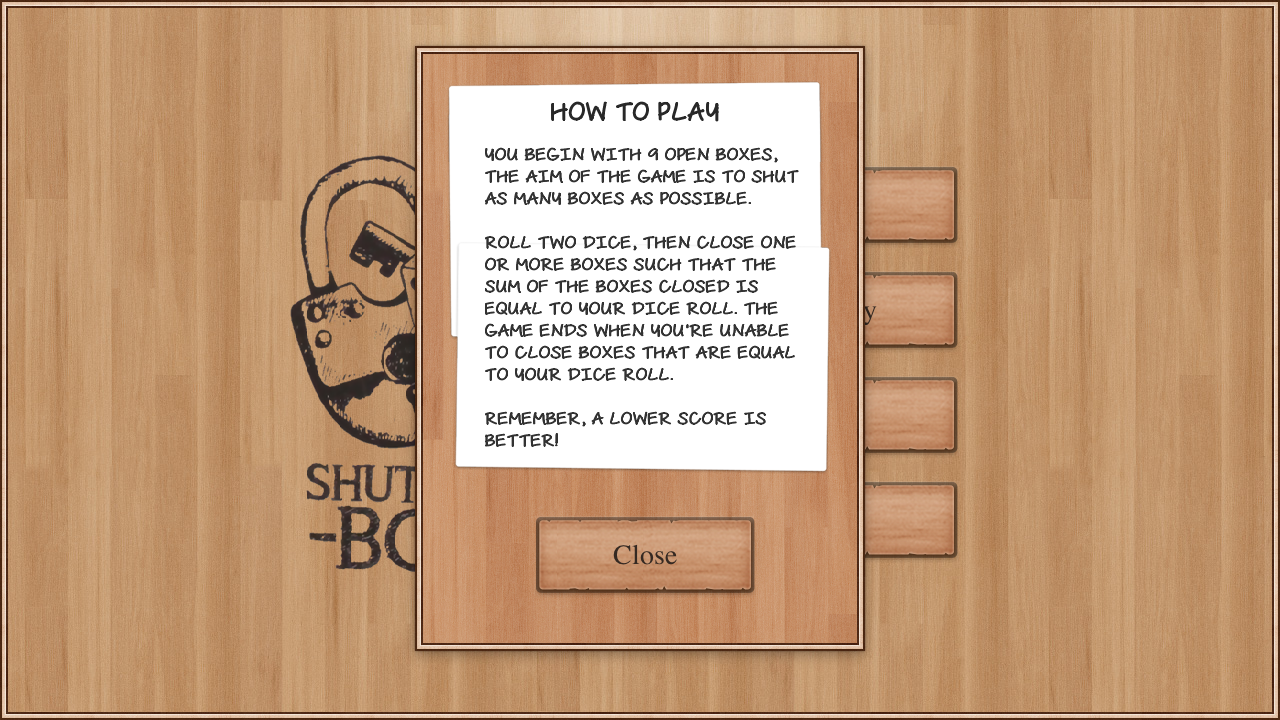 HOW TO PLAY
YOU BEGIN WITH 9 OPEN BOXES,
THE AIM OF THE GAME IS TO SHUT
AS MANY BOXES AS POSSIBLE.
ROLL TWO DICE, THEN CLOSE ONE
OR MORE BOXES SUCH THAT THE
SUM OF THE BOXES CLOSED IS
EQUAL TO YOUR DICE ROLL. THE
GAME ENDS WHEN YOU'RE UNABLE
TO CLOSE BOXES THAT ARE EQUAL
TO YOUR DICE ROLL.
REMEMBER, A LOWER SCORE IS
BETTER!
Close
SHUT